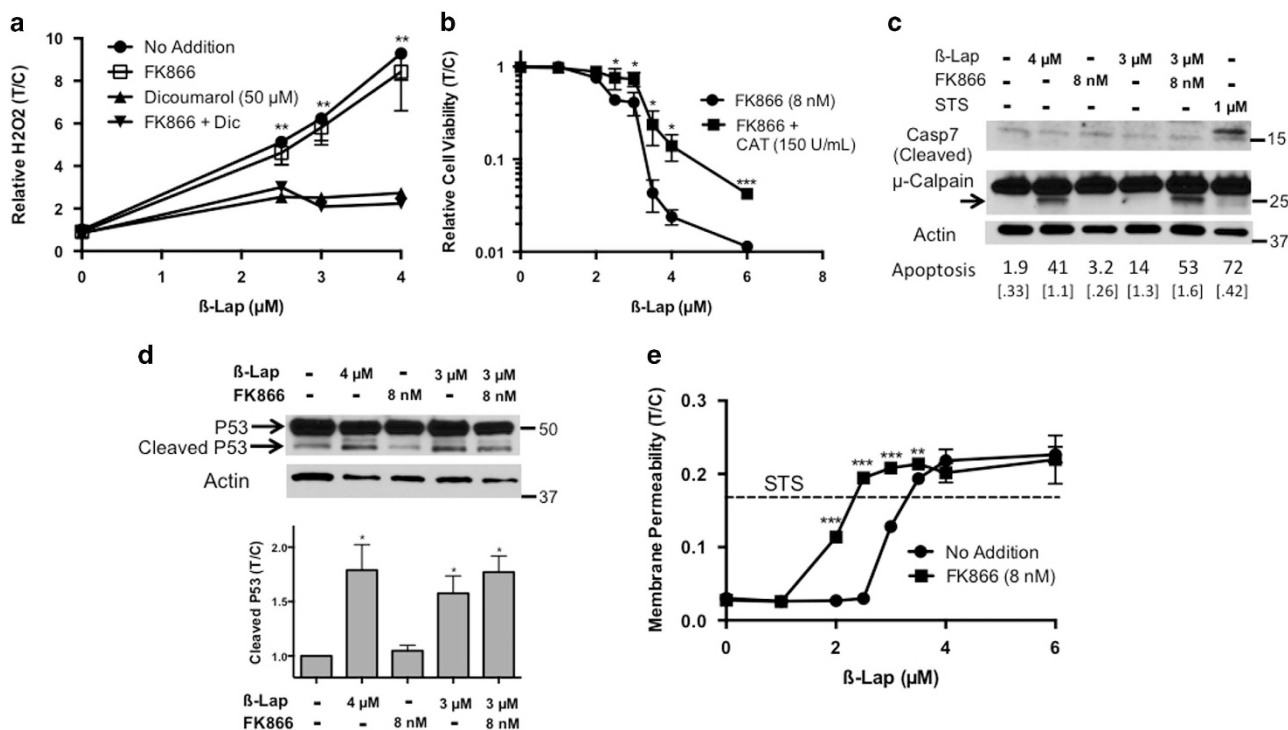 a
Relative H2O2 (T/C)
10
8
6
4
2
0
No Addition
FK866
Dicoumarol (50 µM)
FK866 + Dic
**
**
**
0
1
2
3
4
ß-Lap (µM)
b
Relative Cell Viability (T/C)
1
0.1
0.01
*
*
*
*
***
FK866 (8 nM)
FK866 +
CAT (150 U/mL)
0
2
4
6
8
ß-Lap (µM)
c
ß-Lap - 4 µM - 3 µM 3 µM -
FK866 - - 8 nM - 8 nM -
STS - - - - - 1 µM
Casp7
(Cleaved)
15
µ-Calpain
25
Actin
37
Apoptosis 1.9 41 3.2 14 53 72
[.33] [1.1] [.26] [1.3] [1.6] [.42]
d
ß-Lap - 4 µM - 3 µM 3 µM
FK866 - - 8 nM - 8 nM
P53
50
Cleaved P53
Actin
37
Cleaved P53 (T/C)
2.0
1.5
1.0
*
*
*
ß-Lap - 4 µM - 3 µM 3 µM
FK866 - - 8 nM - 8 nM
e
Membrane Permeability (T/C)
0.3
0.2
0.1
0.0
STS
***
***
***
**
No Addition
FK866 (8 nM)
0
2
4
6
ß-Lap (µM)